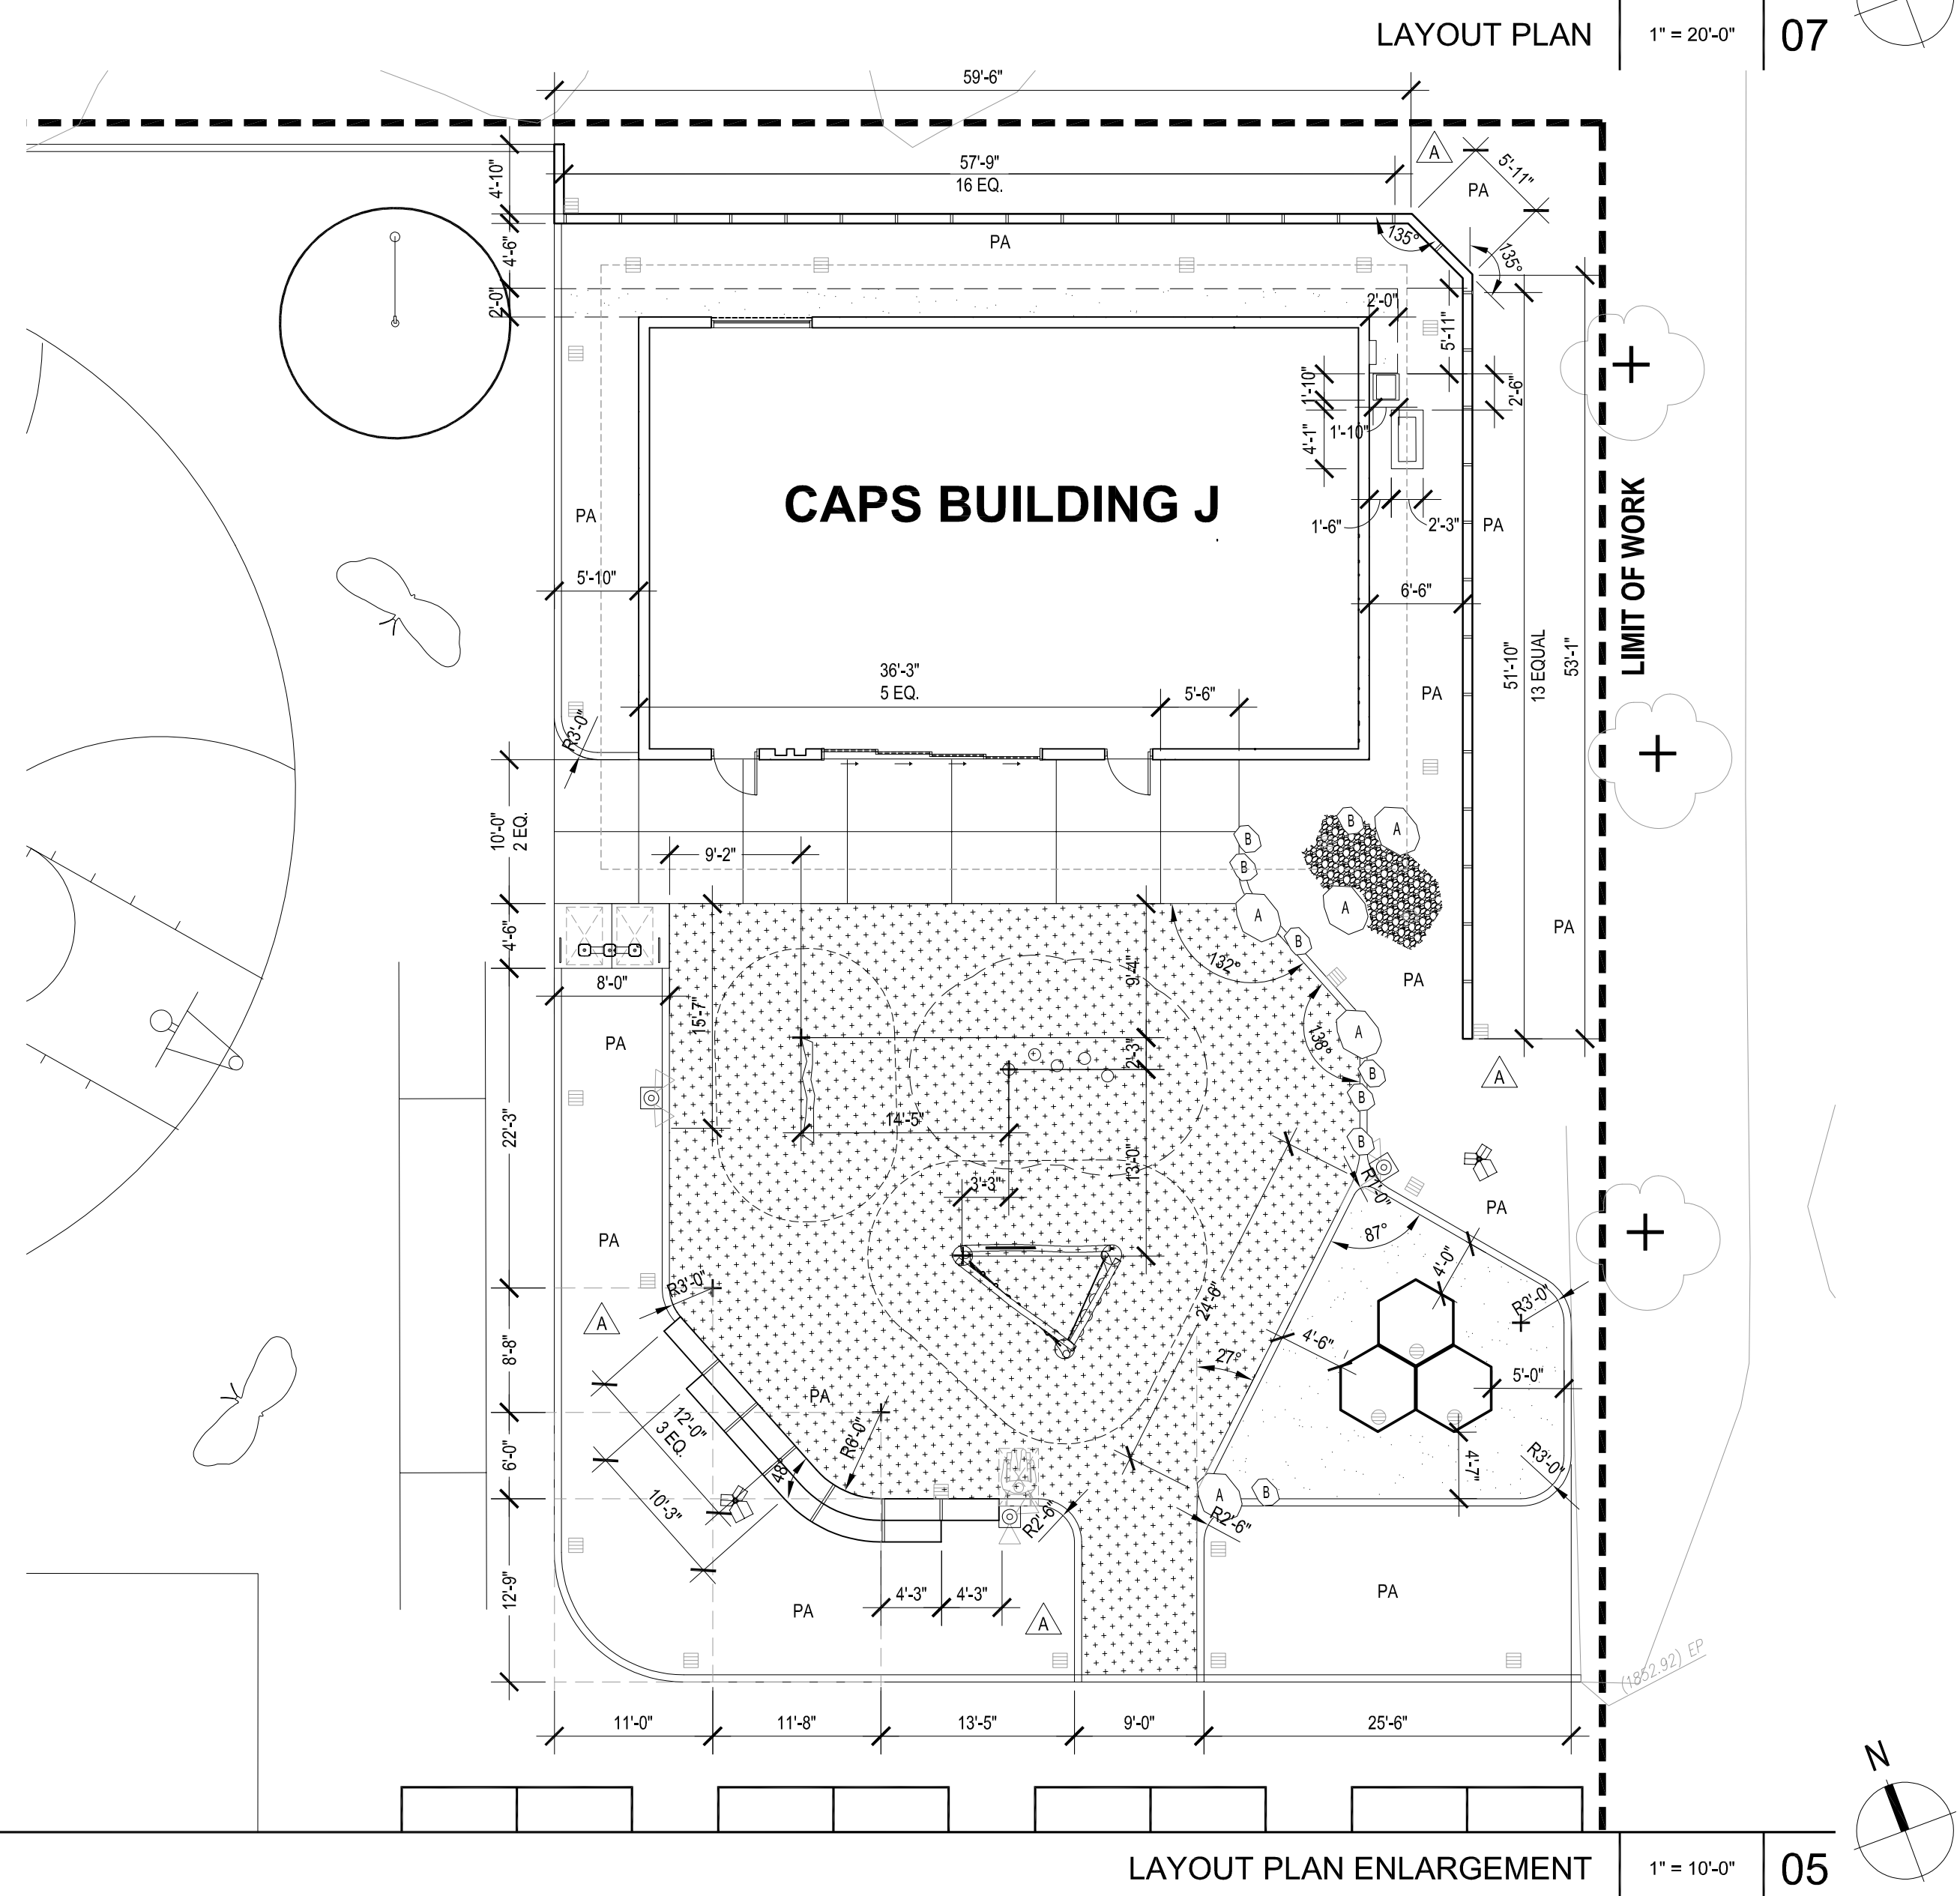 LAYOUT PLAN
1" = 20'-0"
07
59'-6"
57'-9"
16 EQ.
A
5'-11"
PA
4'-10"
4'-6"
2'-0"
PA
135°
135°
2'-0"
5'-11"
1'-10"
2'-6"
1'-10"
4'-1"
CAPS BUILDING J
PA
1'-6"
2'-3"
PA
LIMIT OF WORK
5'-10"
6'-6"
51'-10"
13 EQUAL
53'-1"
36'-3"
5 EQ.
5'-6"
PA
R3'-0"
10'-0"
2 EQ.
9'-2"
B
B
A
B
A
A
B
PA
4'-6"
132°
9'-4"
PA
8'-0"
15'-7"
PA
138°
A
2'-3"
B
A
B
22'-3"
14'-5"
B
13'-0"
3'-3"
R1'-0"
PA
PA
87°
4'-0"
R3'-0"
24'-6"
R3'-0"
A
8'-8"
27°
4'-6"
5'-0"
PA
12'-0"
3 EQ.
R6'-0"
48°
6'-0"
10'-3"
4'-7"
R3'-0"
A
B
R2'-6"
R2'-6"
12'-9"
4'-3"
4'-3"
PA
A
PA
(1852.92) EP
11'-0"
11'-8"
13'-5"
9'-0"
25'-6"
N
LAYOUT PLAN ENLARGEMENT
1" = 10'-0"
05